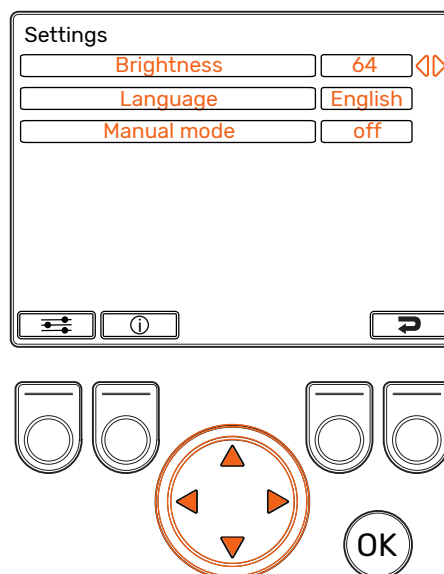 Settings
Brightness 64
Language English
Manual mode off
i
OK